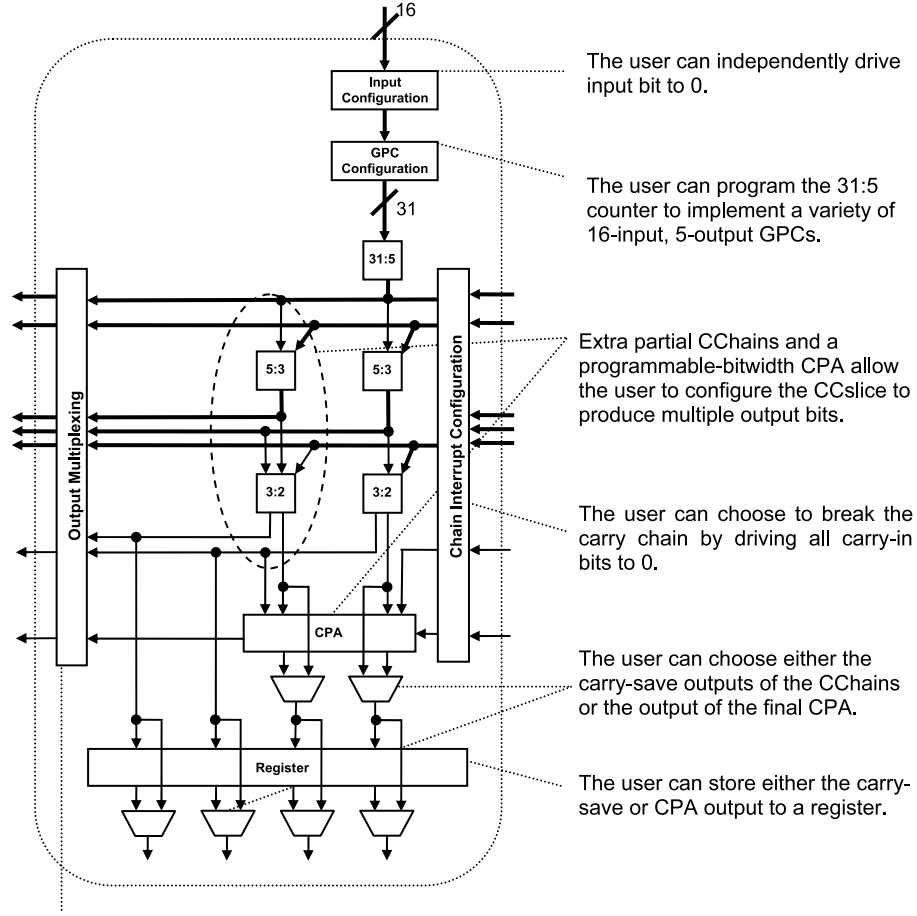 16
Input
Configuration
The user can independently drive
input bit to 0.
GPC
Configuration
The user can program the 31:5
counter to implement a variety of
16-input, 5-output GPCs.
31
31:5
5:3
5:3
Extra partial CChains and a
programmable-bitwidth CPA allow
the user to configure the CCslice to
produce multiple output bits.
Output Multiplexing
Chain Interrupt Configuration
3:2
3:2
The user can choose to break the
carry chain by driving all carry-in
bits to 0.
CPA
The user can choose either the
carry-save outputs of the CChains
or the output of the final CPA.
Register
The user can store either the carry-
save or CPA output to a register.